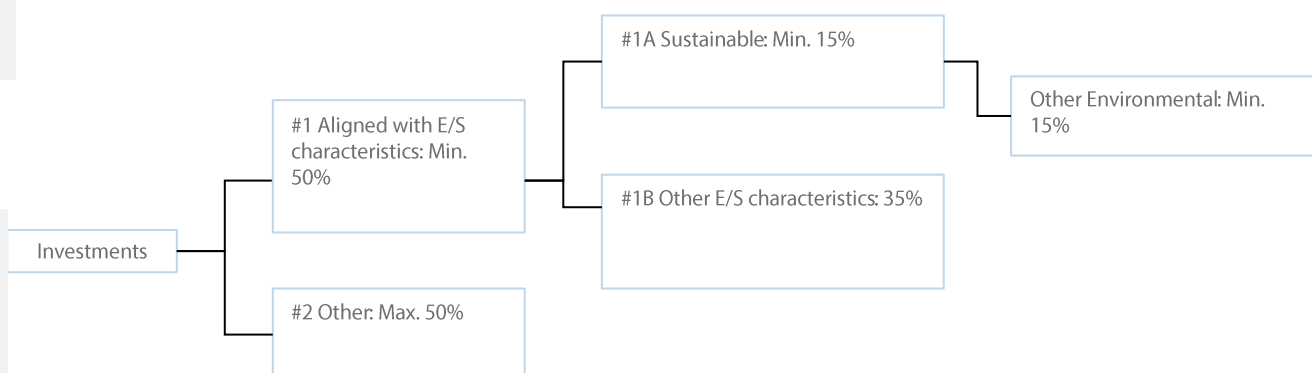 #1A Sustainable: Min. 15%
Other Environmental: Min.
15%
#1 Aligned with E/S
characteristics: Min.
50%
#1B Other E/S characteristics: 35%
Investments
#2 Other: Max. 50%